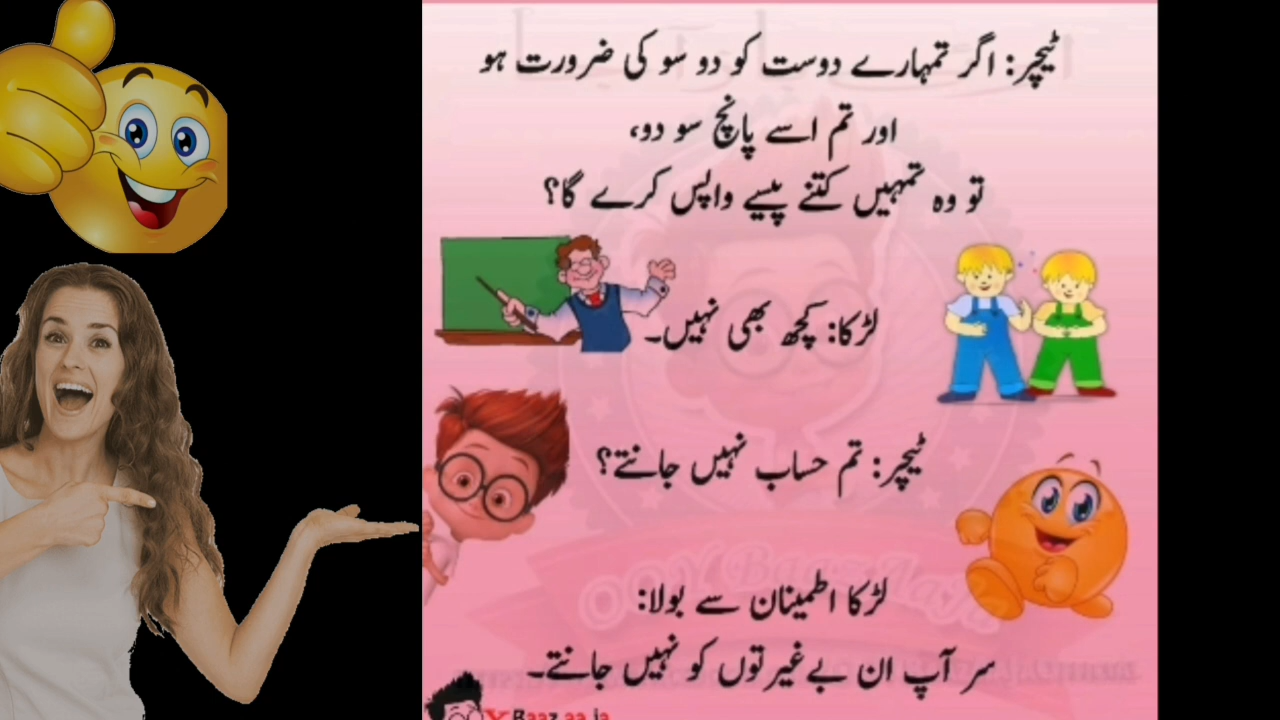 ٹیچر: اگر تمہارے دوست کو دو سو کی ضرورت ہو
اور تم اسے پانچ سو دو،
تو وہ تمہیں کتنے پیسے واپس کرے گا؟
لڑکا: کچھ بھی نہیں۔
ٹیچر: تم حساب نہیں جانتے؟
لڑکا اطمینان سے بولا:
سر آپ ان بےغیرتوں کو نہیں جانتے۔